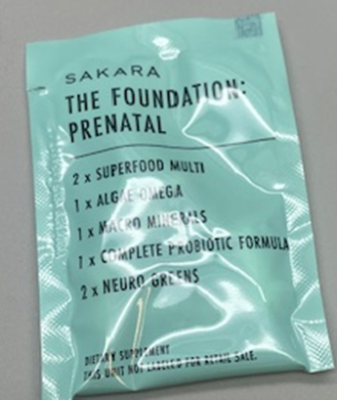 SAKARA
THE FOUNDATION:
PRENATAL
2 x SUPERFOOD MULTI
1 x ALGAE OMEGA
1 x MACRO MINERALS
1 x COMPLETE PROBIOTIC FORMULA
2 x NEURO GREENS
DIETARY SUPPLEMENT
THIS UNIT NOT LABELED FOR RETAIL SALE.